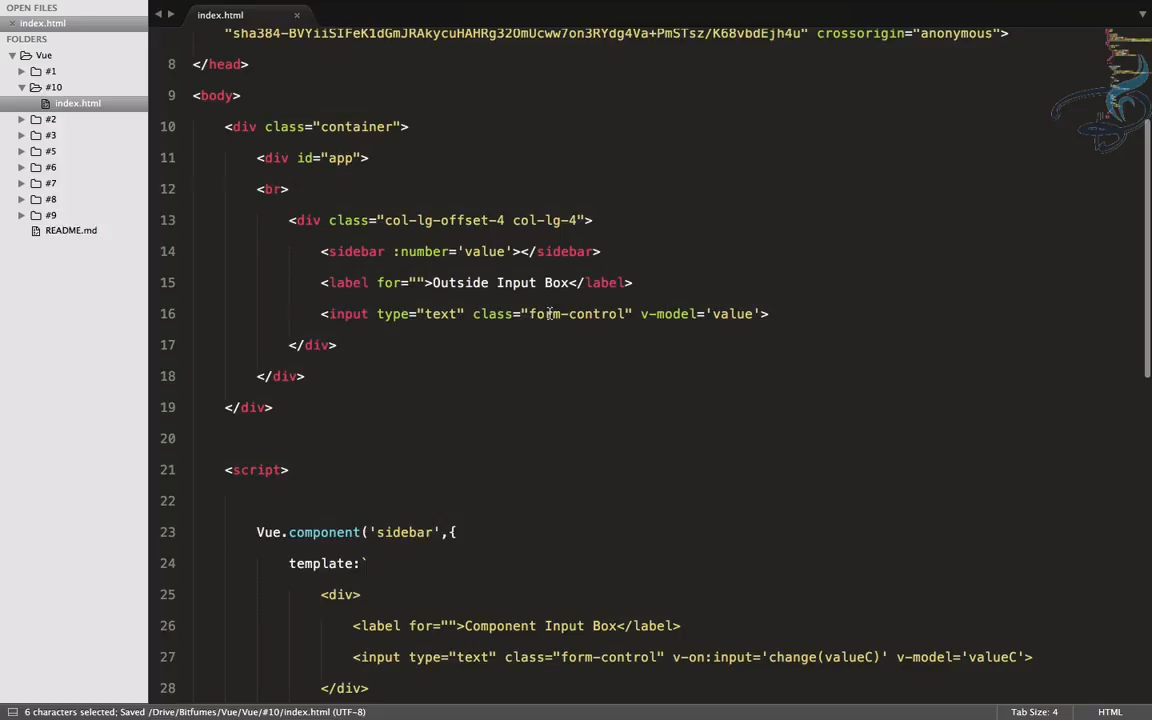 OPEN FILES
index.html
FOLDERS
Vue
#1
#10
index.html
#2
#3
#5
#6
#7
#8
#9
README.md
index.html
"sha384-BVYiiSIFeK1dGmJRAkycuHAHRg32OmUcww7on3RYdg4Va+PmSTsz/K68vbdEjh4u" crossorigin="anonymous">
8 </head>
9 <body>
10 <div class="container">
11 <div id="app">
12 <br>
13 <div class="col-lg-offset-4 col-lg-4">
14 <sidebar :number='value'></sidebar>
15 <label for="">Outside Input Box</label>
16 <input type="text" class="form-control" v-model='value'>
17 </div>
18 </div>
19 </div>
20
21 <script>
22
23 Vue.component('sidebar',{
24 template:`
25 <div>
26 <label for="">Component Input Box</label>
27 <input type="text" class="form-control" v-on:input='change(valueC)' v-model='valueC'>
28 </div>
6 characters selected; Saved /Drive/Bitfumes/Vue/Vue/#10/index.html (UTF-8)
Tab Size: 4
HTML